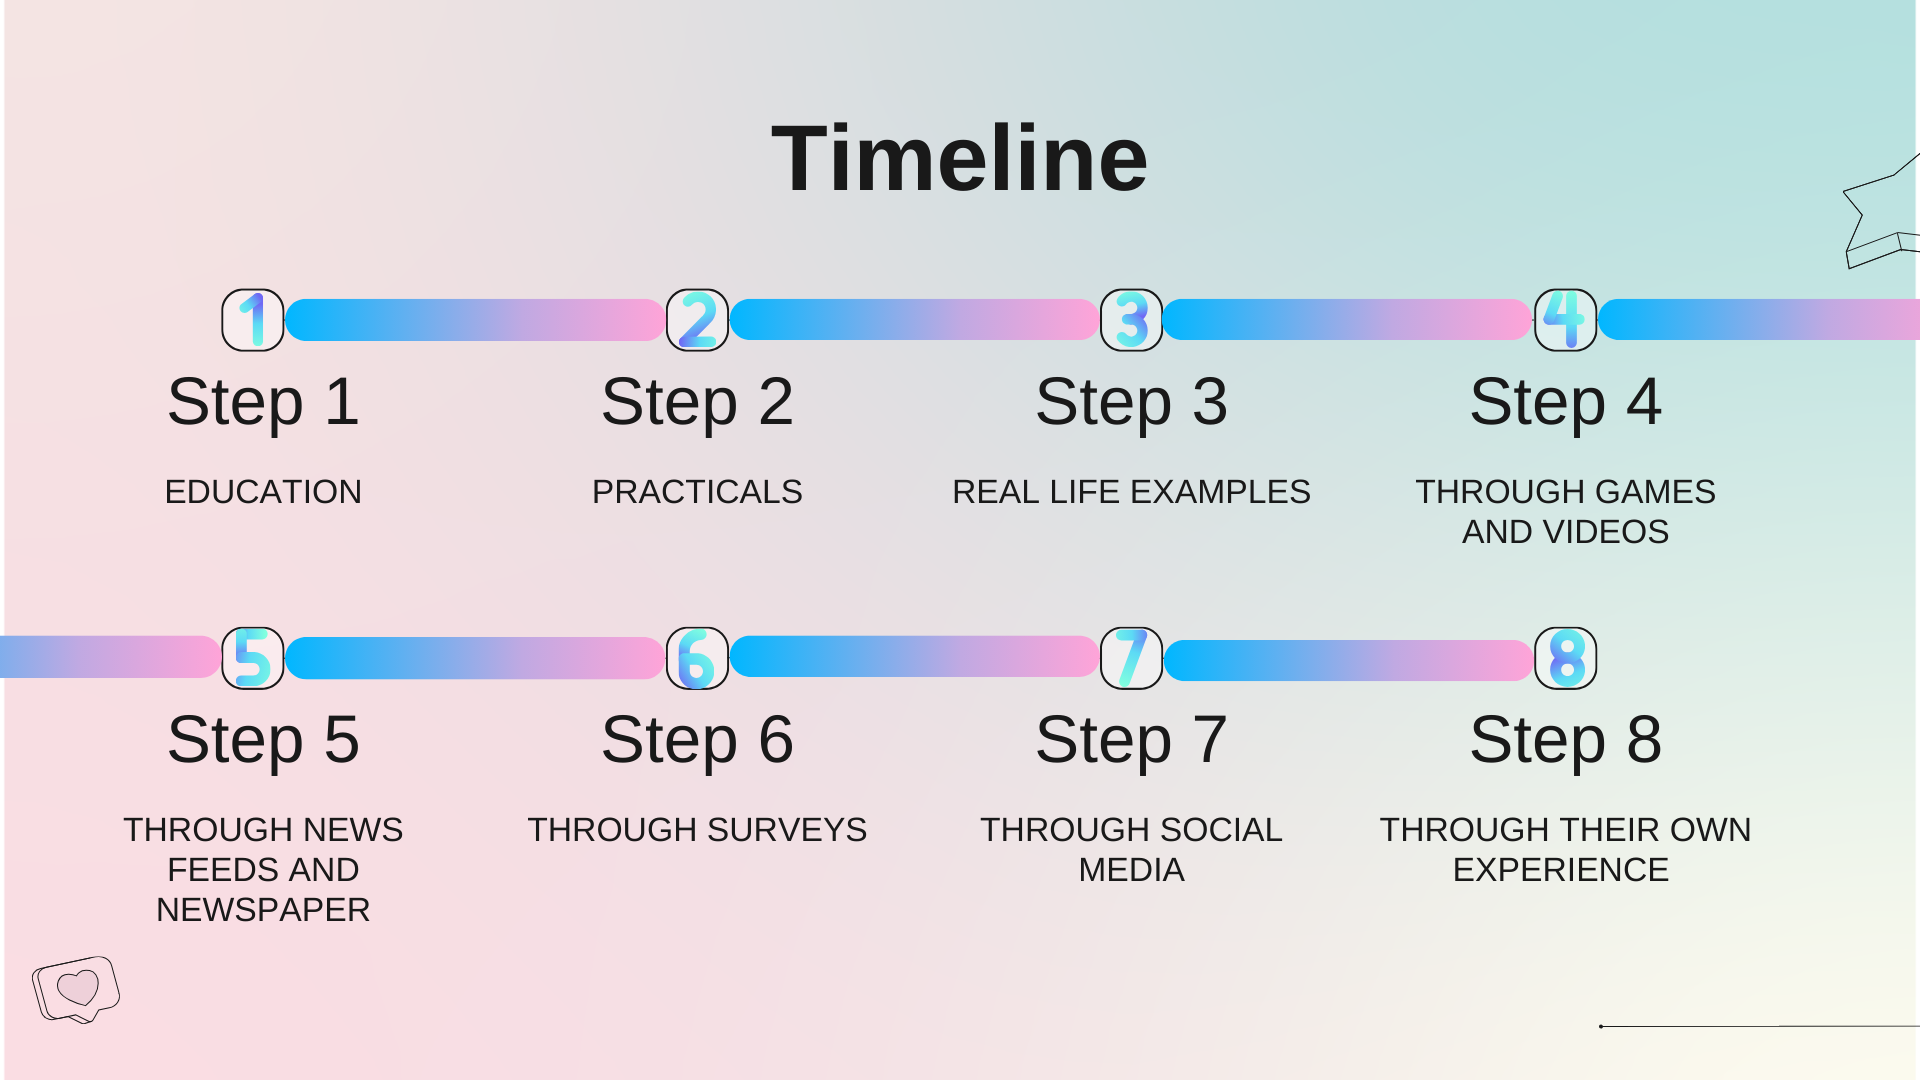 Timeline
1
2
3
4
Step 1
Step 2
Step 3
Step 4
EDUCATION
PRACTICALS
REAL LIFE EXAMPLES
THROUGH GAMES
AND VIDEOS
5
6
7
8
Step 5
Step 6
Step 7
Step 8
THROUGH NEWS
FEEDS AND
NEWSPAPER
THROUGH SURVEYS
THROUGH SOCIAL
MEDIA
THROUGH THEIR OWN
EXPERIENCE